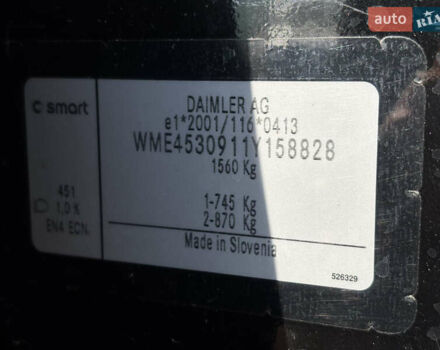 auto RIA
smart
DAIMLER AG
e1*2001/116*0413
WME4530911Y158828
1560 Kg
1-745 Kg
2-870 Kg
Made in Slovenia
451
1,0 K
EN4 ECN.
526329